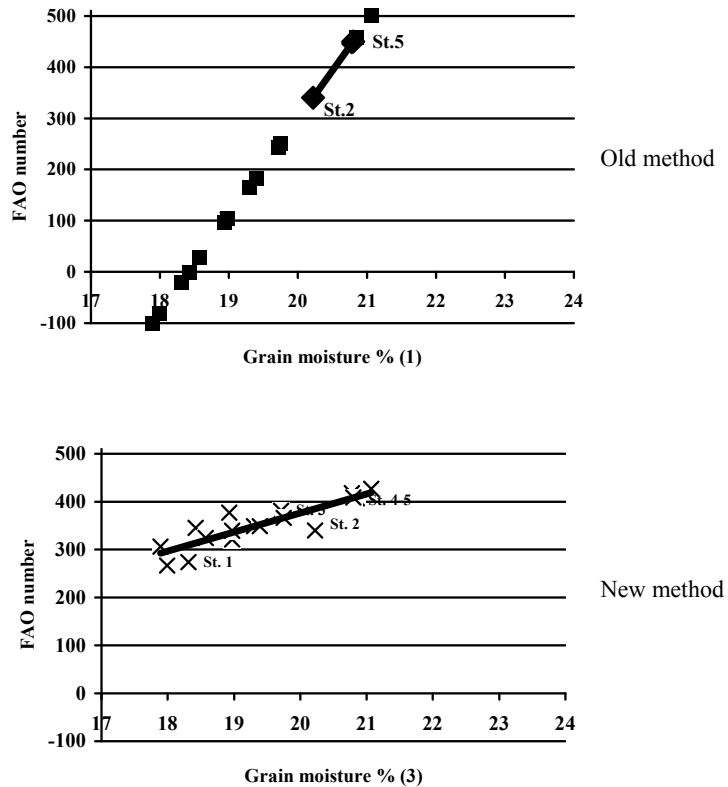 500
400
300
200
100
0
-100
FAO number
St.5
St.2
17 18 19 20 21 22 23 24
Grain moisture % (1)
Old method
500
400
300
200
100
0
-100
FAO number
St. 4-5
St. 3
St. 2
St. 1
17 18 19 20 21 22 23 24
Grain moisture % (3)
New method